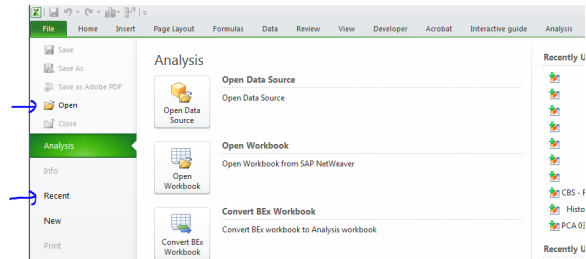 File Home Insert Page Layout Formulas Data Review View Developer Acrobat Interactive guide Analysis
Save
Save As
Save as Adobe PDF
Open
Close
Analysis
Info
Recent
New
Print
Analysis
Open Data Source
Open Data Source
Open Data
Source
Open Workbook
Open Workbook from SAP NetWeaver
Open
Workbook
Convert BEx Workbook
Convert BEx workbook to Analysis workbook
Convert BEx
Workbook
Recently U
CBS - 
Histo
PCA 03
Recently U